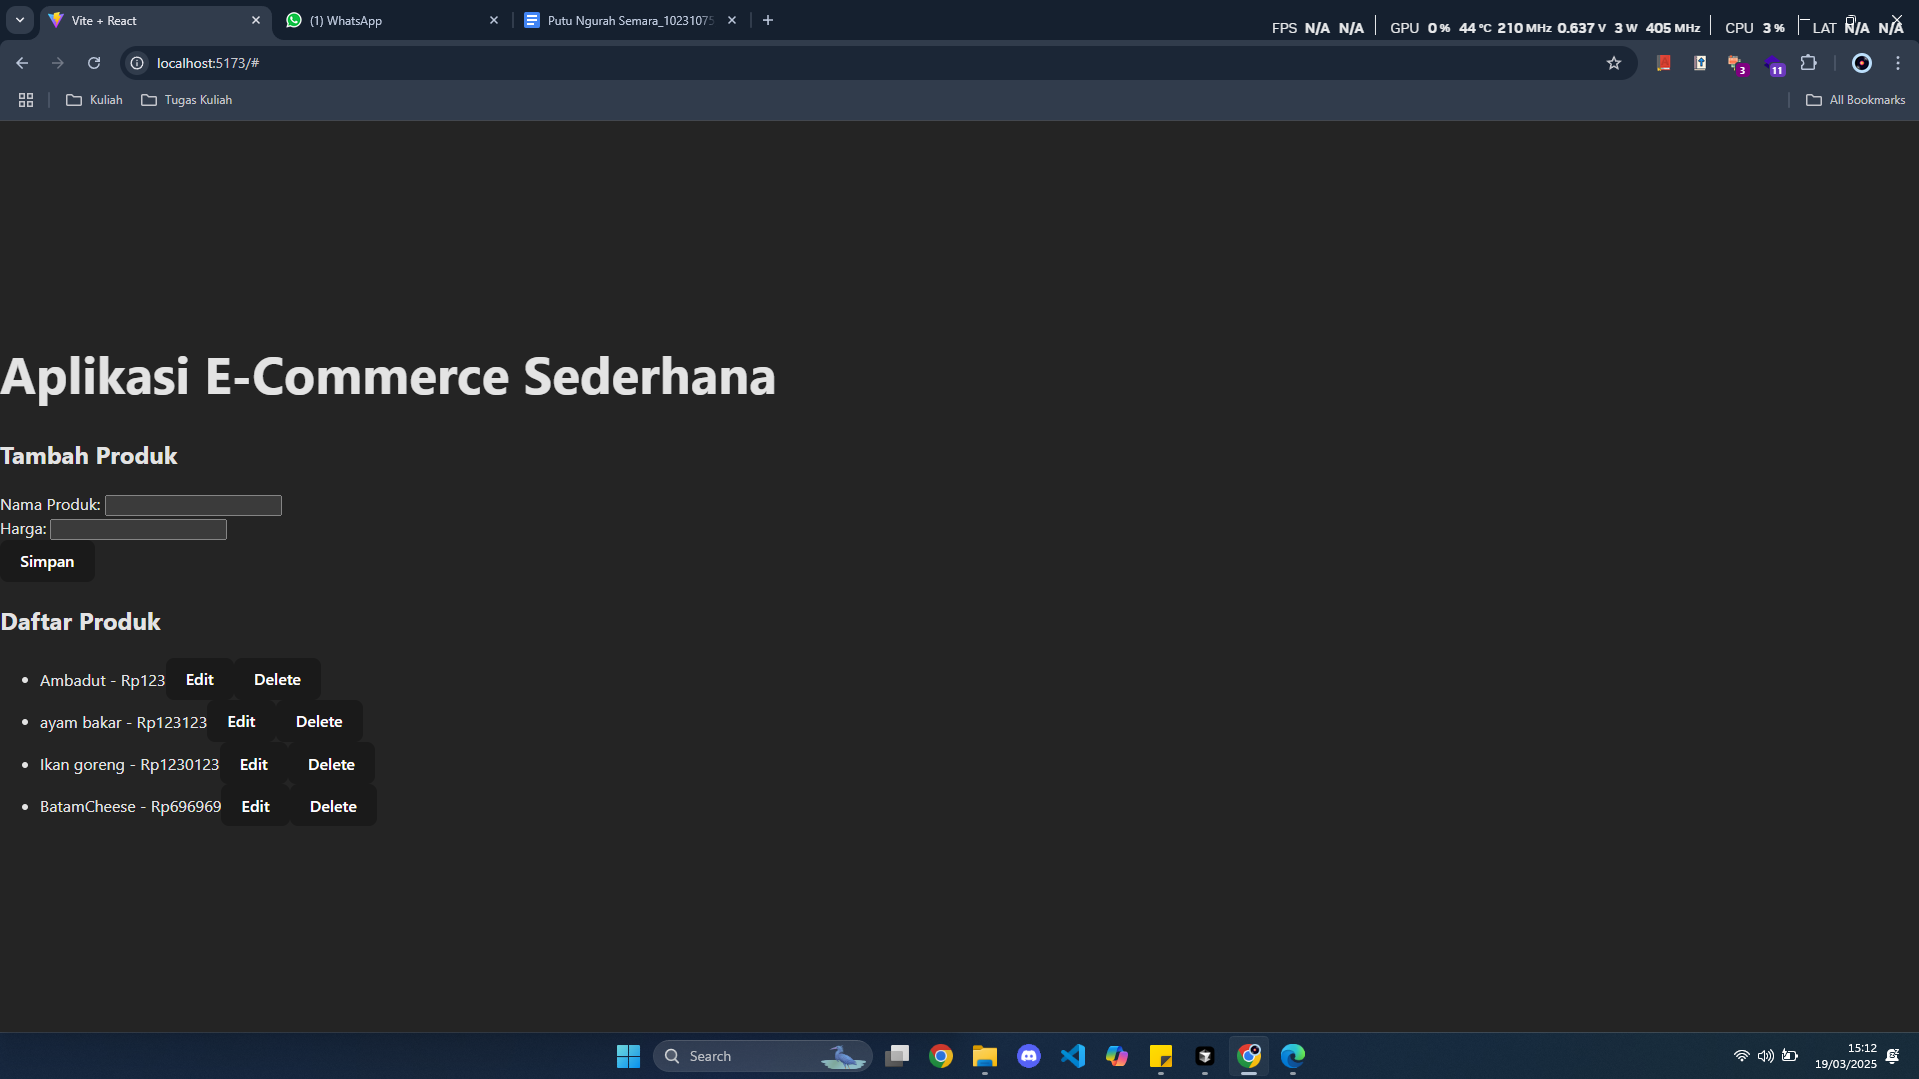 Vite + React
(1) WhatsApp
Putu Ngurah Semara_10231075
FPS N/A N/A
GPU 0 % 44 °C 210 MHz 0.637 V 3 W 405 MHz
CPU 3 %
LAT N/A N/A
localhost:5173/#
3
11
Kuliah
Tugas Kuliah
All Bookmarks
Aplikasi E-Commerce Sederhana
Tambah Produk
Nama Produk:
Harga:
Simpan
Daftar Produk
Ambadut - Rp123 Edit Delete
ayam bakar - Rp123123 Edit Delete
Ikan goreng - Rp1230123 Edit Delete
BatamCheese - Rp696969 Edit Delete
Search
15:12
19/03/2025